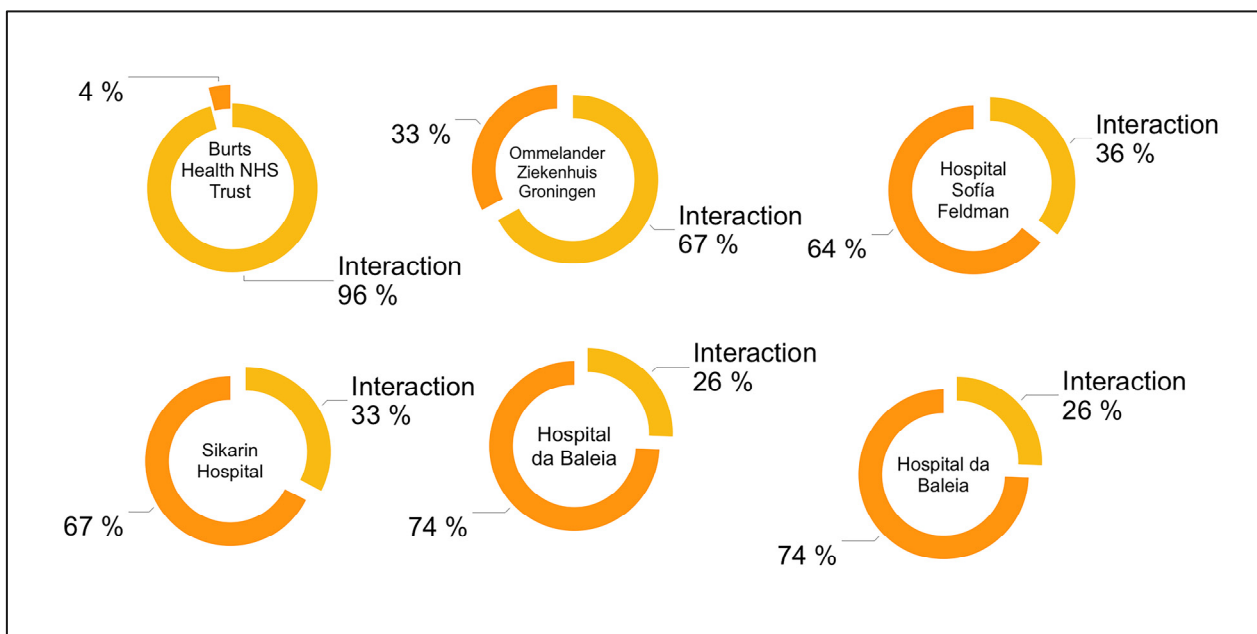 4 %
Burts
Health NHS
Trust
Interaction
96 %
33 %
Ommelander
Ziekenhuis
Groningen
Interaction
67 %
Interaction
36 %
Hospital
Sofía
Feldman
64 %
Interaction
33 %
Sikarin
Hospital
67 %
Interaction
26 %
Hospital
da Baleia
74 %
Interaction
26 %
Hospital da
Baleia
74 %